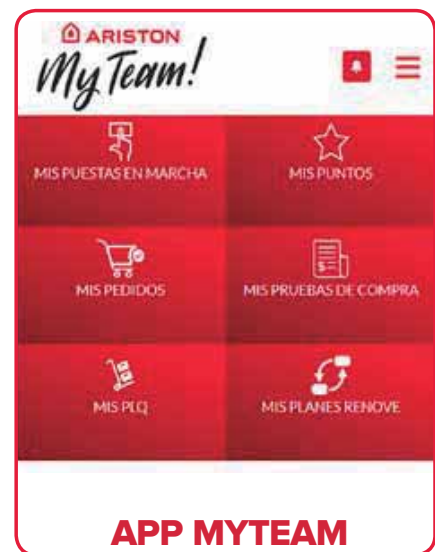 ARISTON
My Team!
MIS PUESTAS EN MARCHA
MIS PUNTOS
MIS PEDIDOS
MIS PRUEBAS DE COMPRA
MIS PLQ
MIS PLANES RENOVE
APP MYTEAM